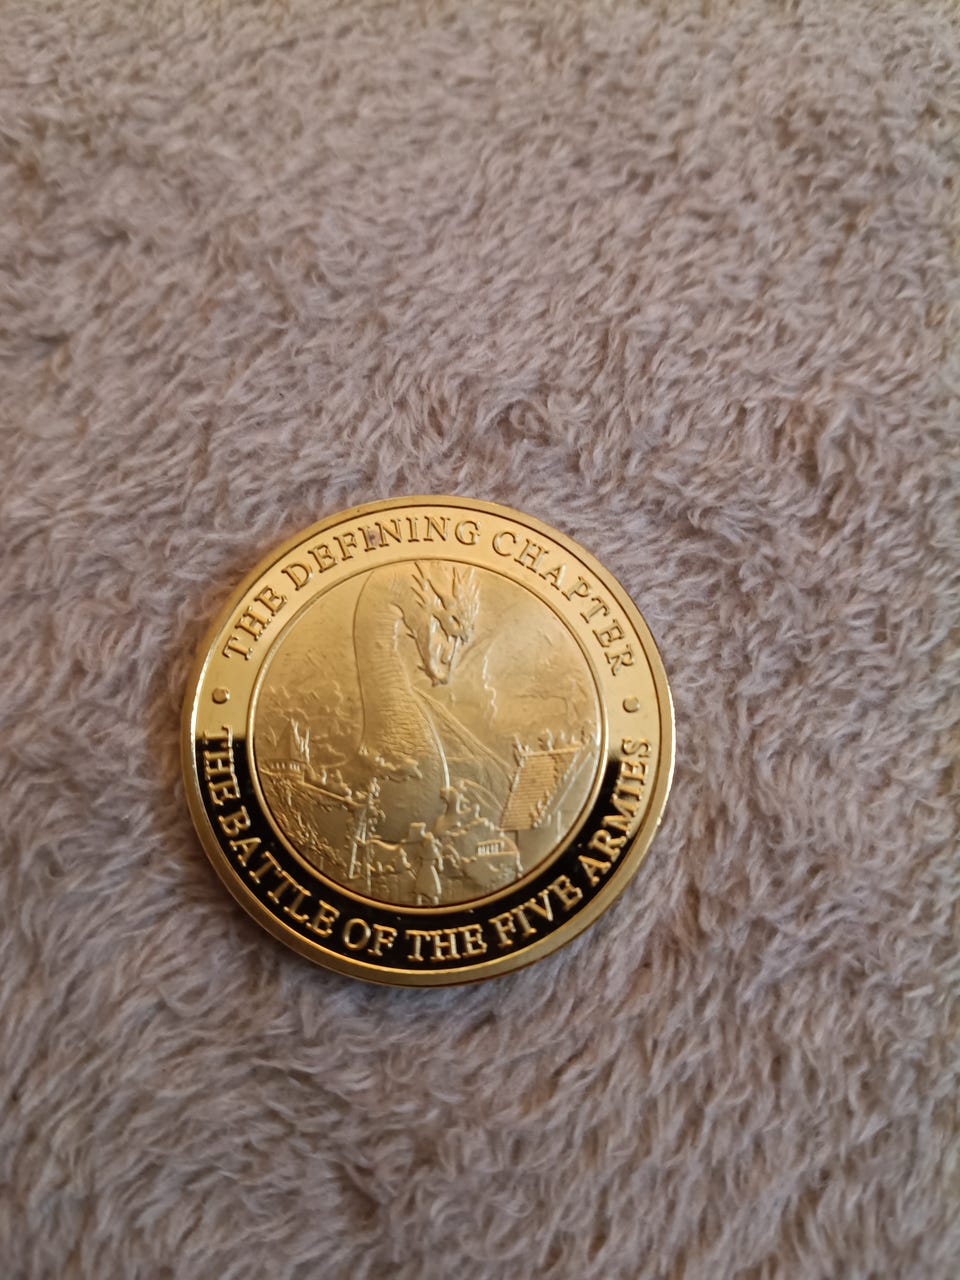 THE DEFINING CHAPTER
THE BATTLE OF THE FIVE ARMIES